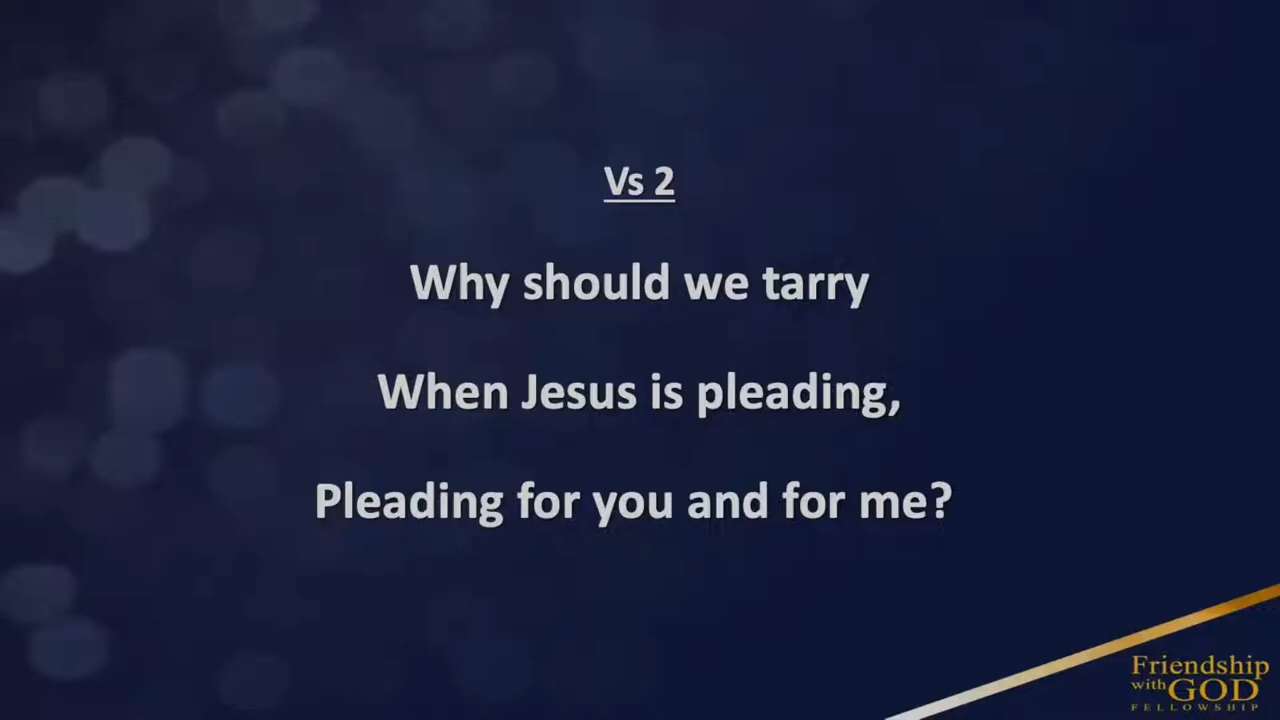 Vs 2
Why should we tarry
When Jesus is pleading,
Pleading for you and for me?
Friendship
with GOD
FELLOWSHIP